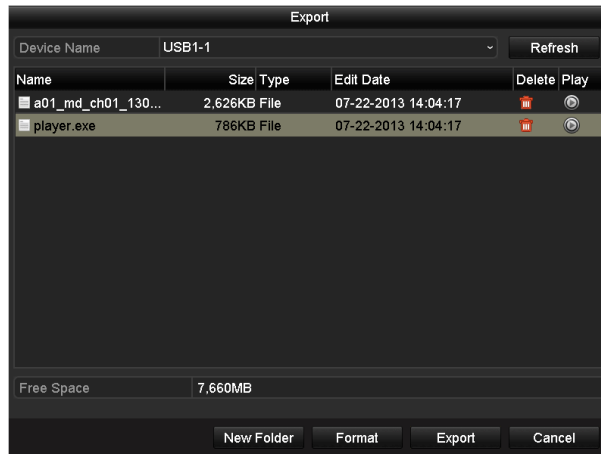 Export
Device Name USB1-1 Refresh
Name Size Type Edit Date Delete Play
a01_md_ch01_130... 2,626KB File 07-22-2013 14:04:17
player.exe 786KB File 07-22-2013 14:04:17
Free Space 7,660MB
New Folder Format Export Cancel